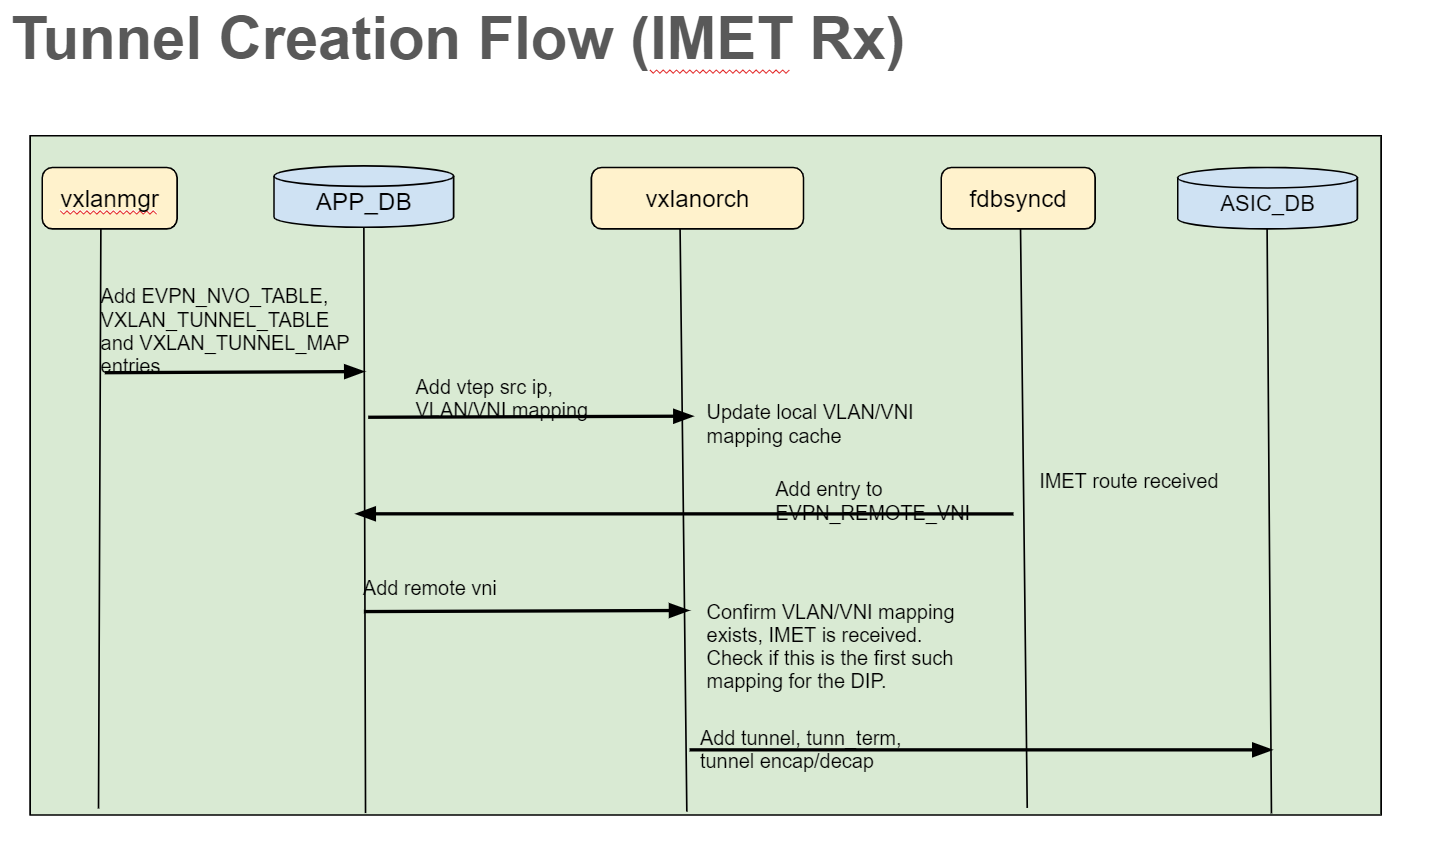 Tunnel Creation Flow (IMET Rx)
vxlanmgr
APP_DB
vxlanorch
fdbsyncd
ASIC_DB
Add EVPN_NVO_TABLE,
VXLAN_TUNNEL_TABLE
and VXLAN_TUNNEL_MAP
entries
Add vtep src ip,
VLAN/VNI mapping
Update local VLAN/VNI
mapping cache
IMET route received
Add entry to
EVPN_REMOTE_VNI
Add remote vni
Confirm VLAN/VNI mapping
exists, IMET is received.
Check if this is the first such
mapping for the DIP.
Add tunnel, tunn_term,
tunnel encap/decap